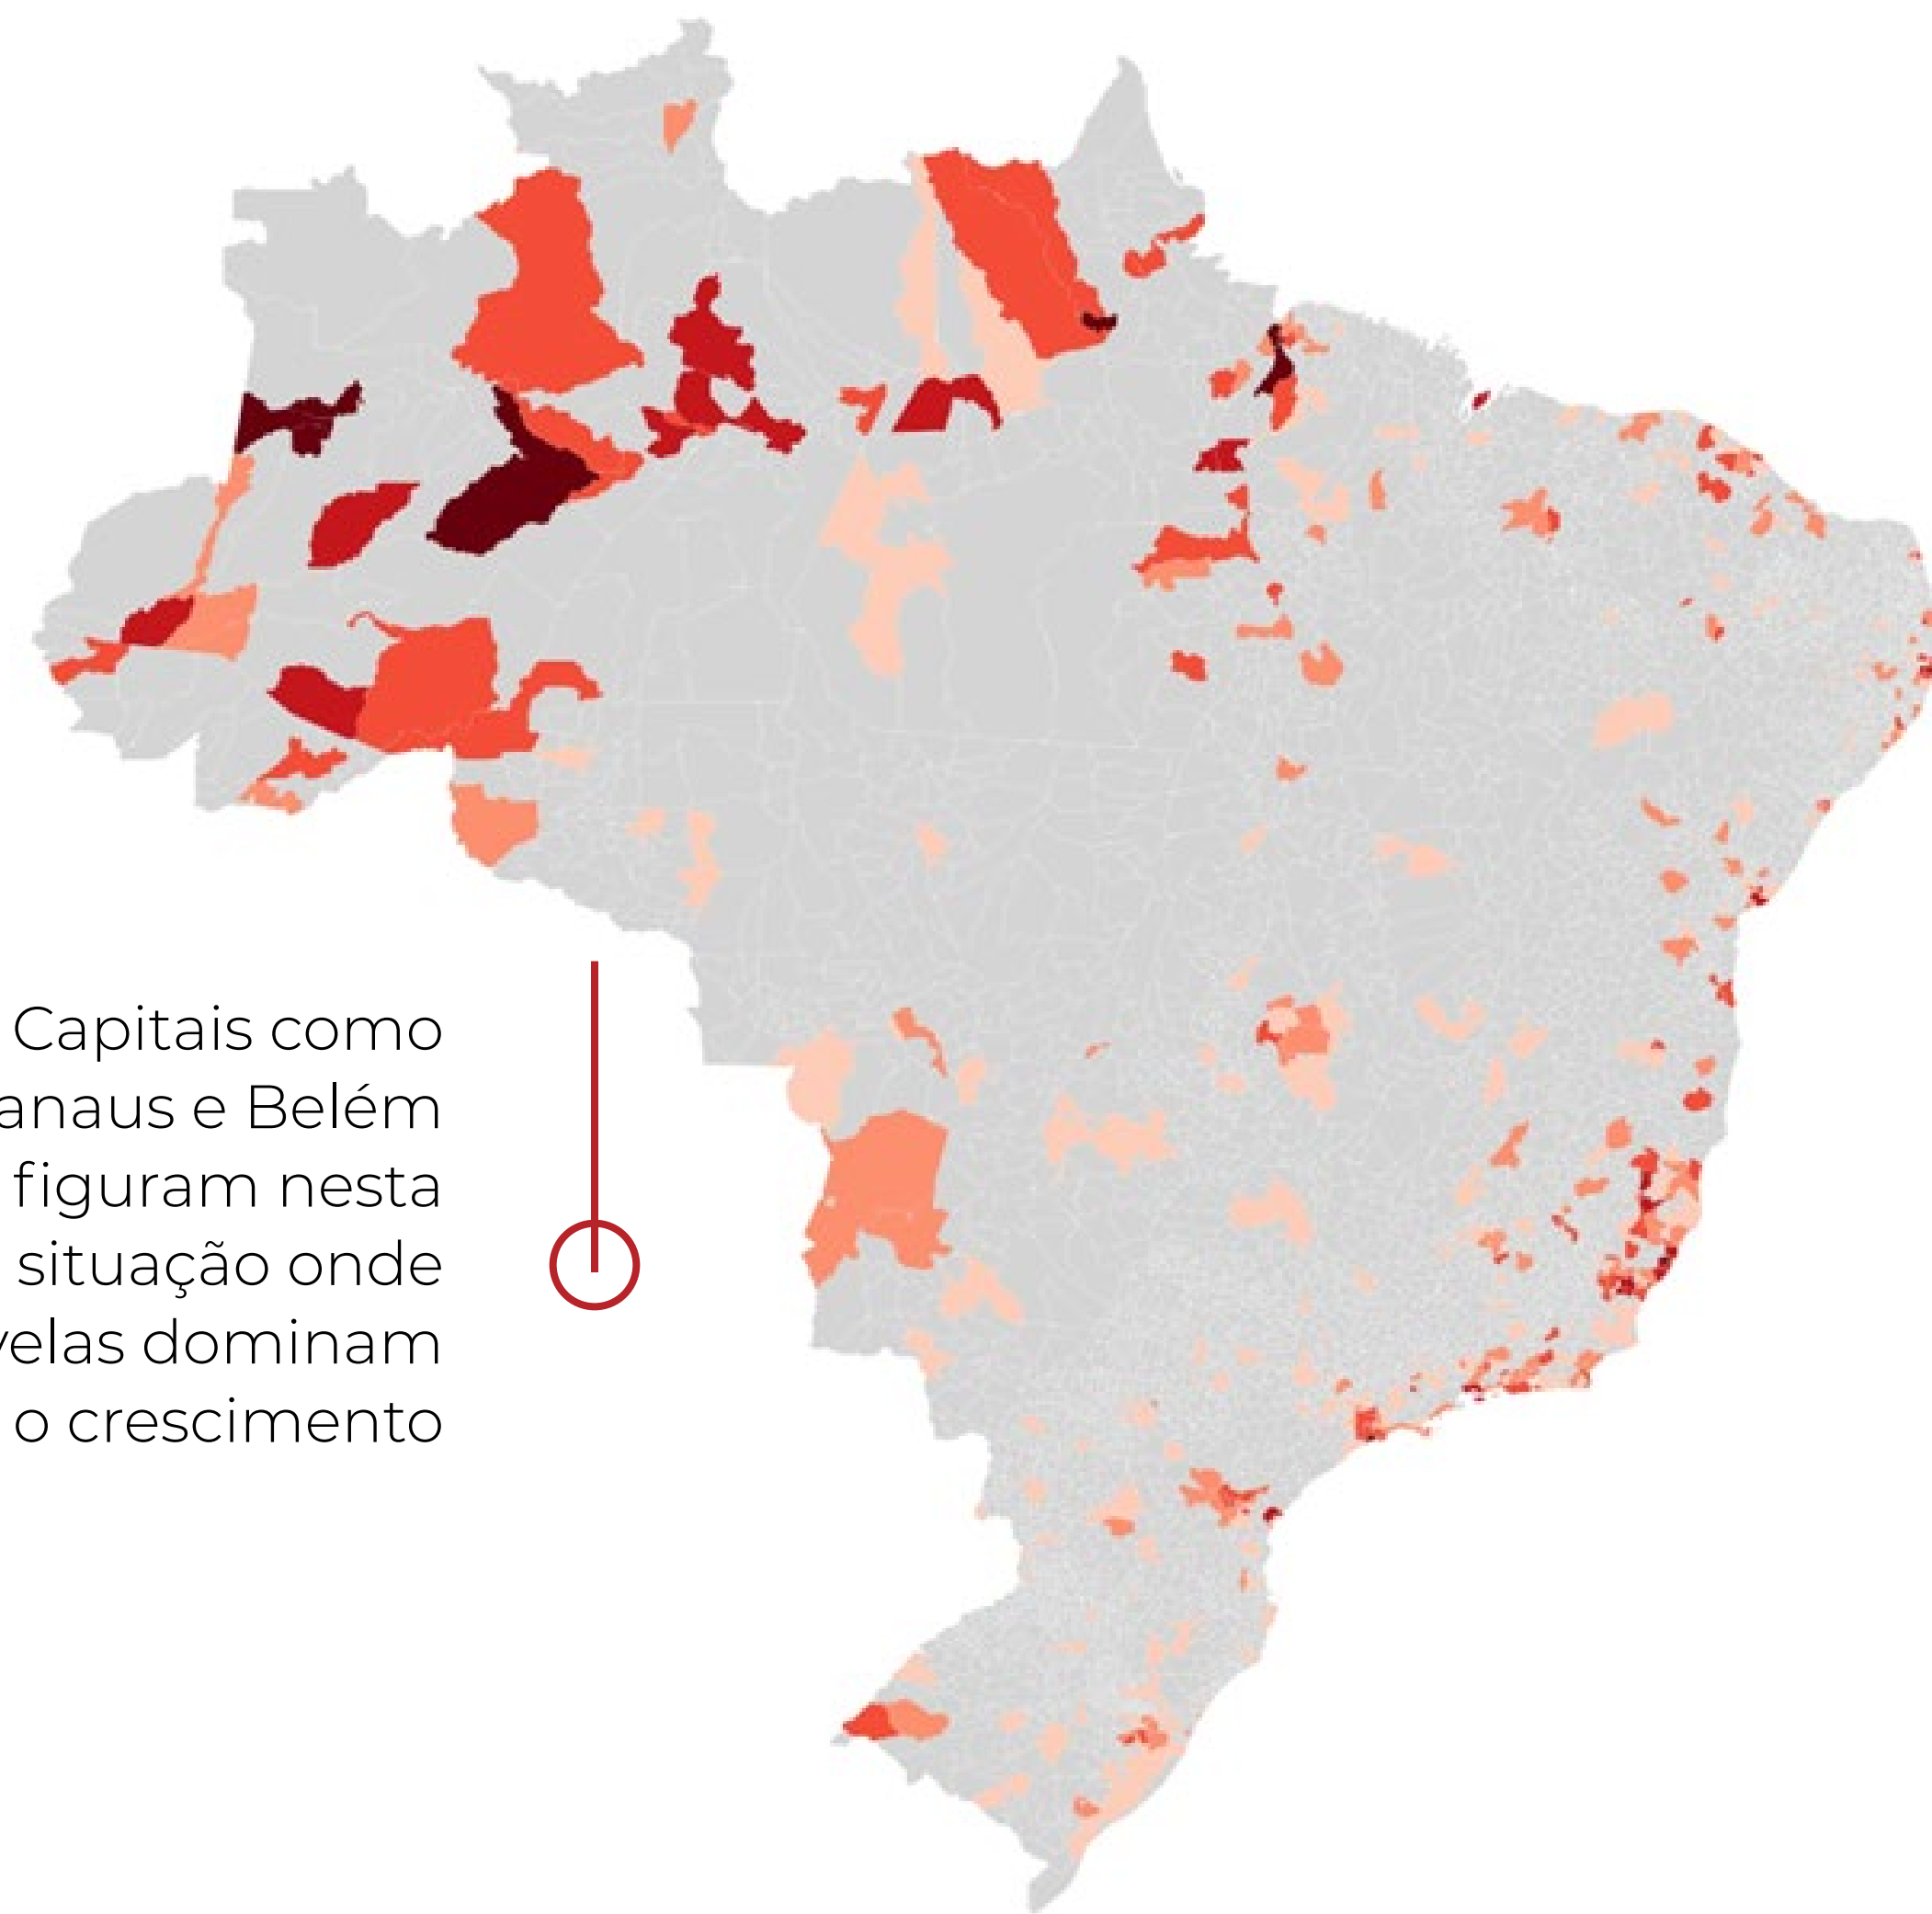 Capitais como
anaus e Belém
figuram nesta
situação onde
velas dominam
o crescimento